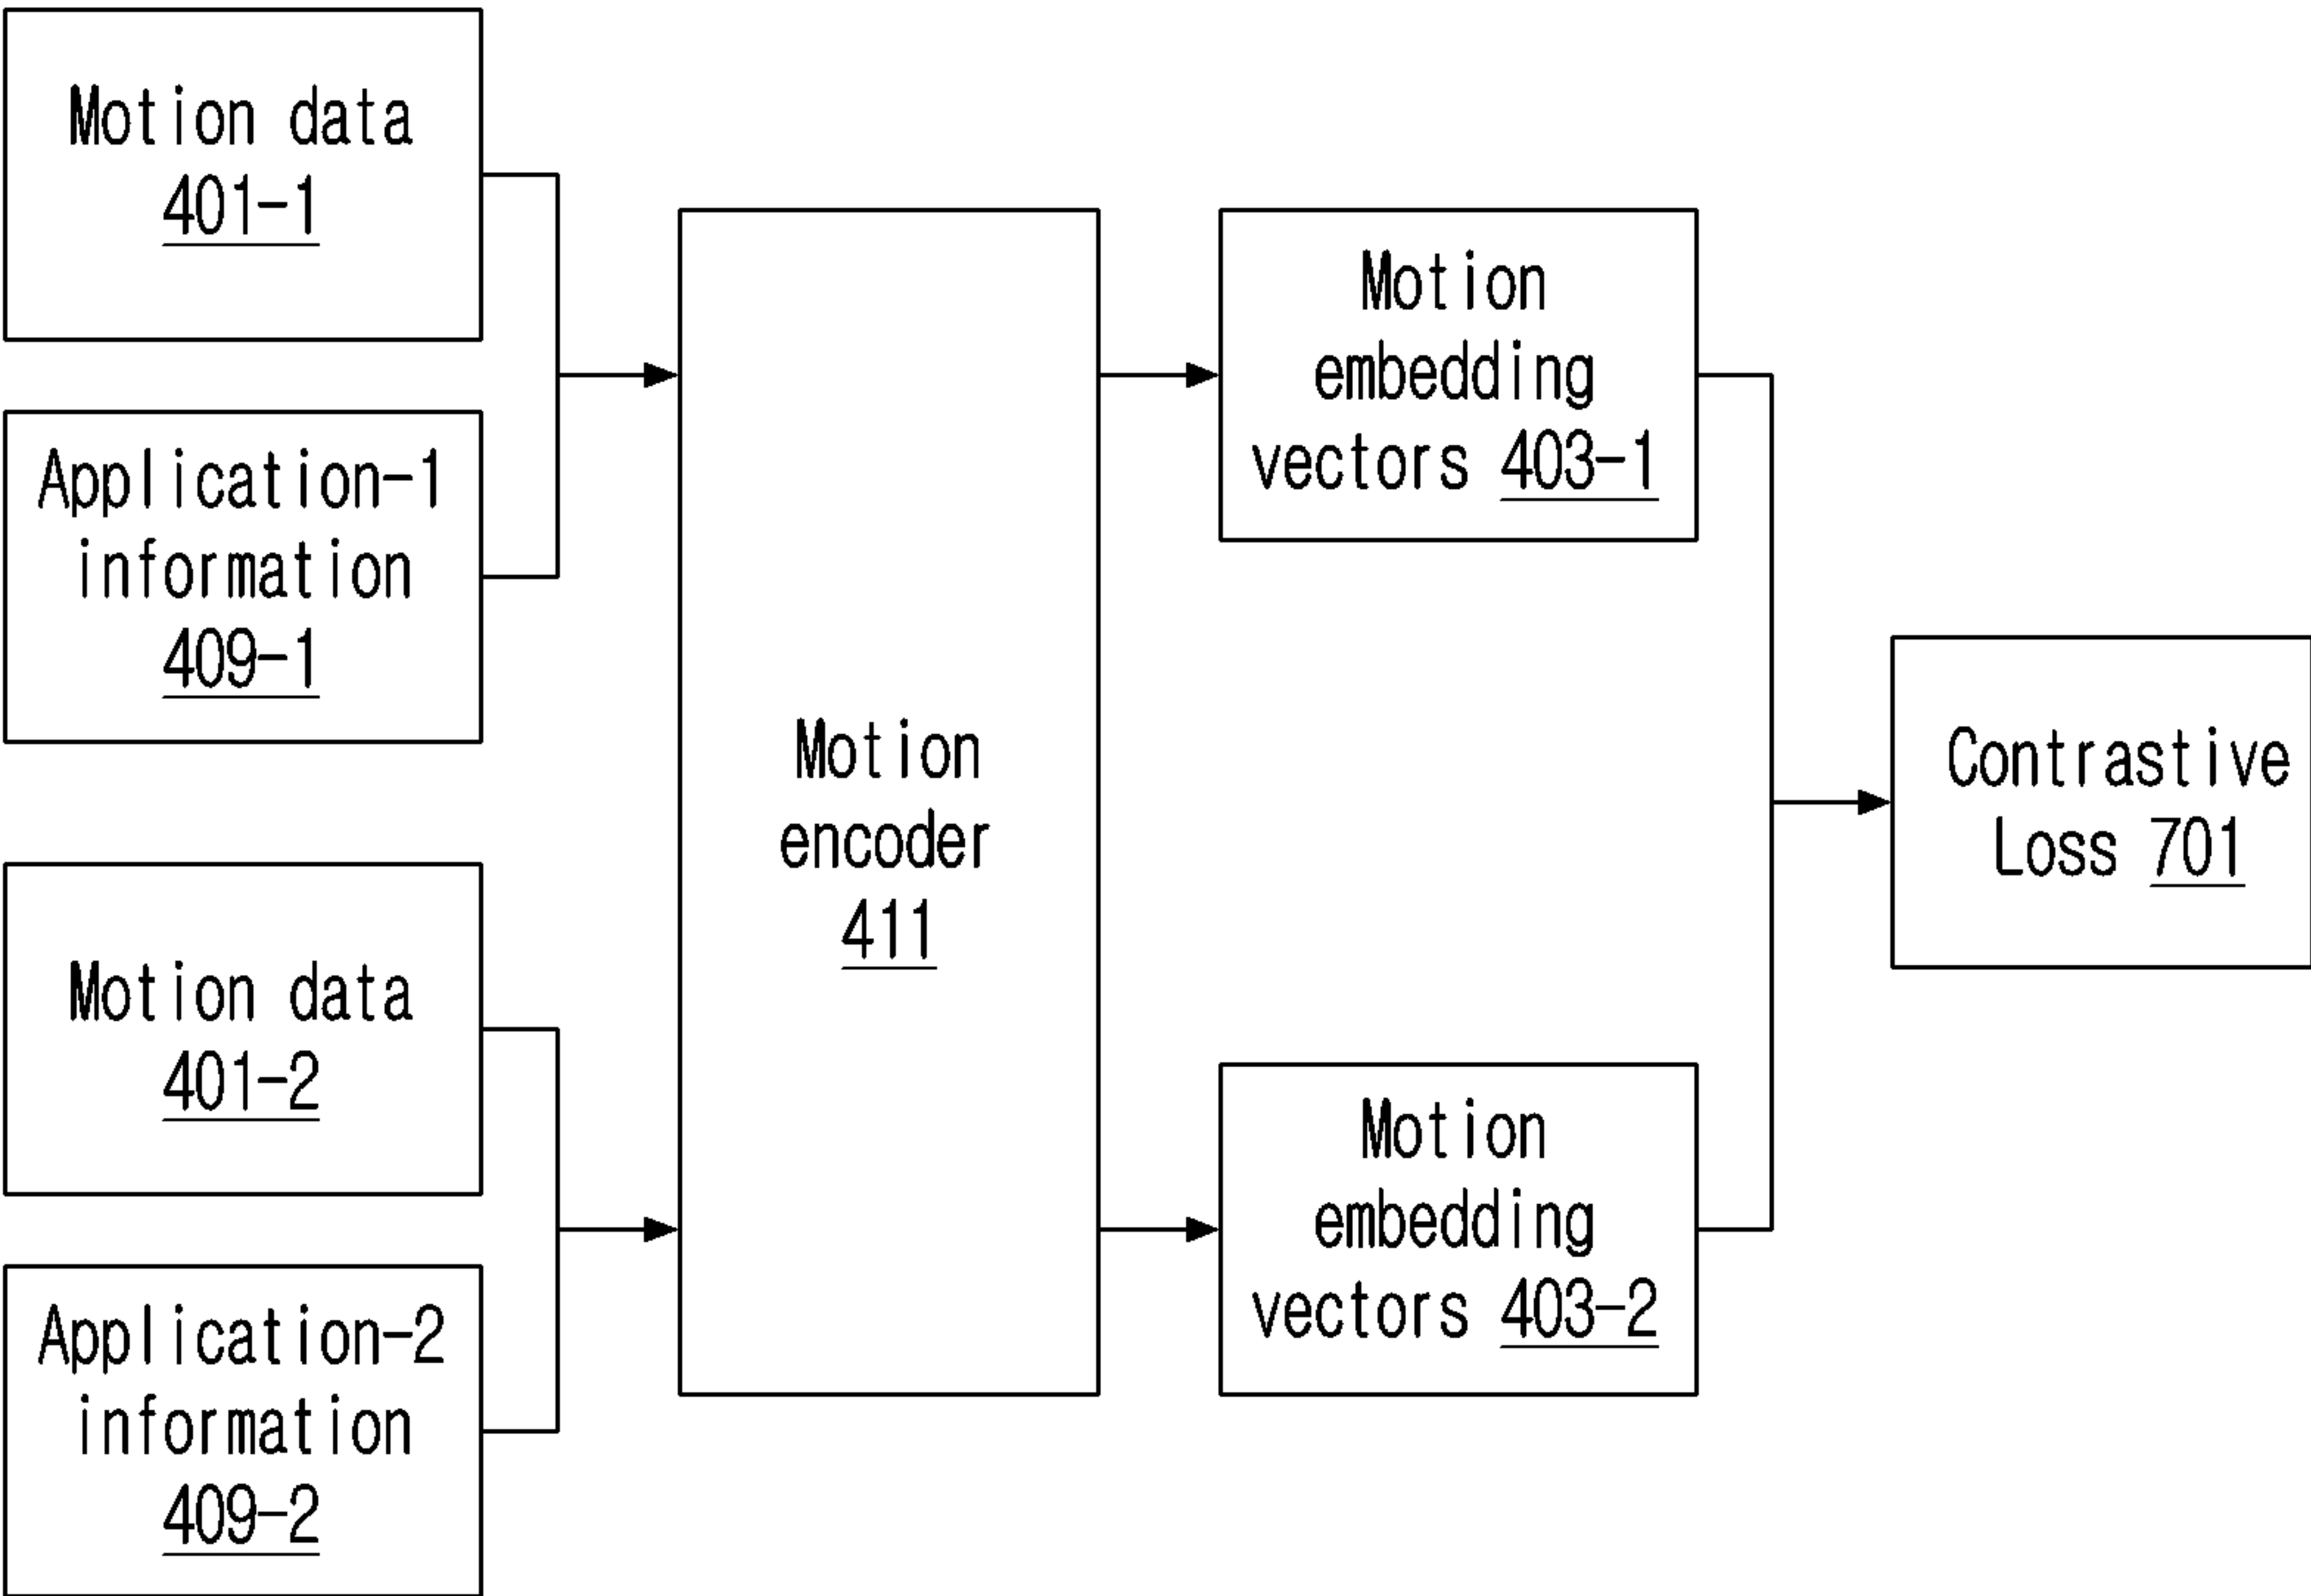 Motion data
401-1
Application-1
information
409-1
Motion data
401-2
Application-2
information
409-2
Motion
encoder
411
Motion
embedding
vectors 403-1
Motion
embedding
vectors 403-2
Contrastive
Loss 701